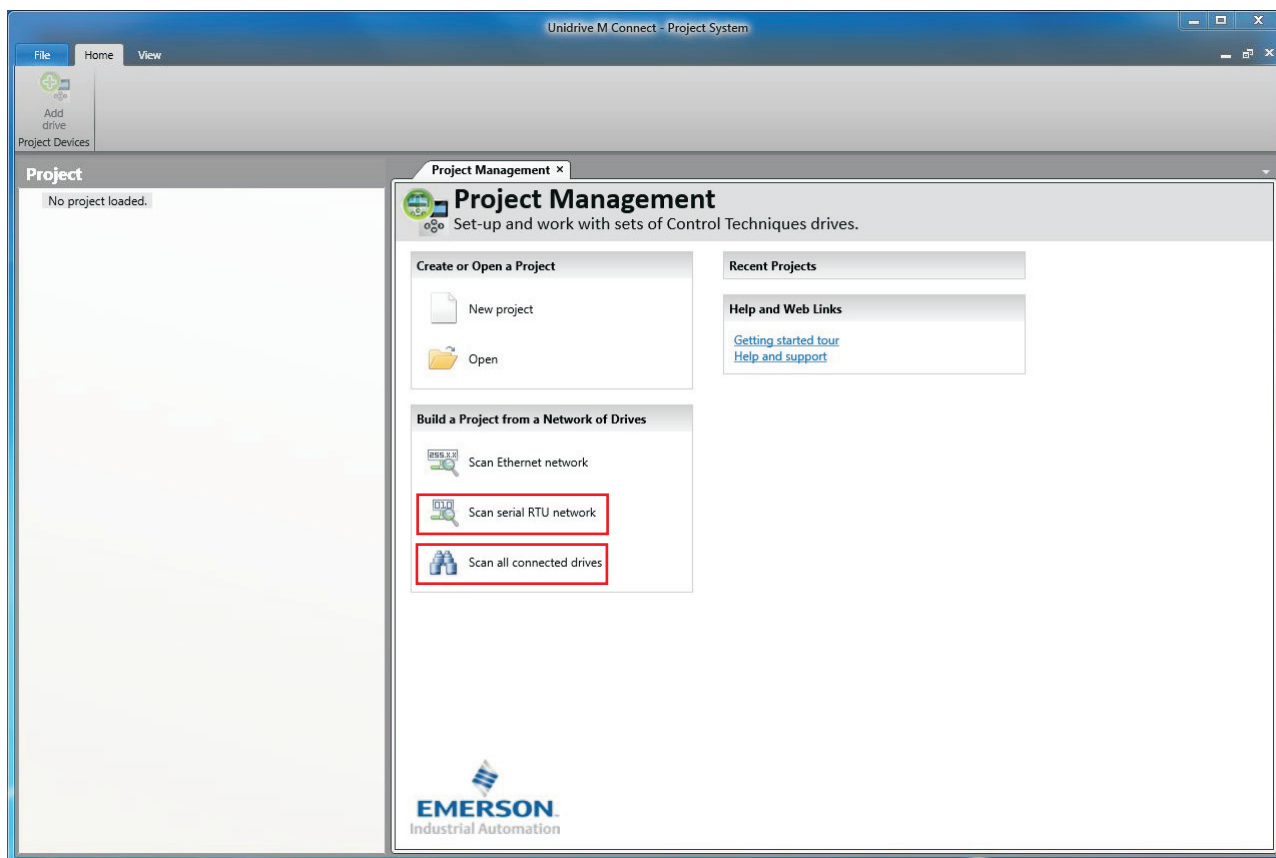 Unidrive M Connect - Project System
File Home View
Add
drive
Project Devices
Project
No project loaded.
Project Management ×
Project Management
Set-up and work with sets of Control Techniques drives.
Create or Open a Project
New project
Open
Recent Projects
Help and Web Links
Getting started tour
Help and support
Build a Project from a Network of Drives
255.X.X
Scan Ethernet network
010
Scan serial RTU network
Scan all connected drives
EMERSON.
Industrial Automation